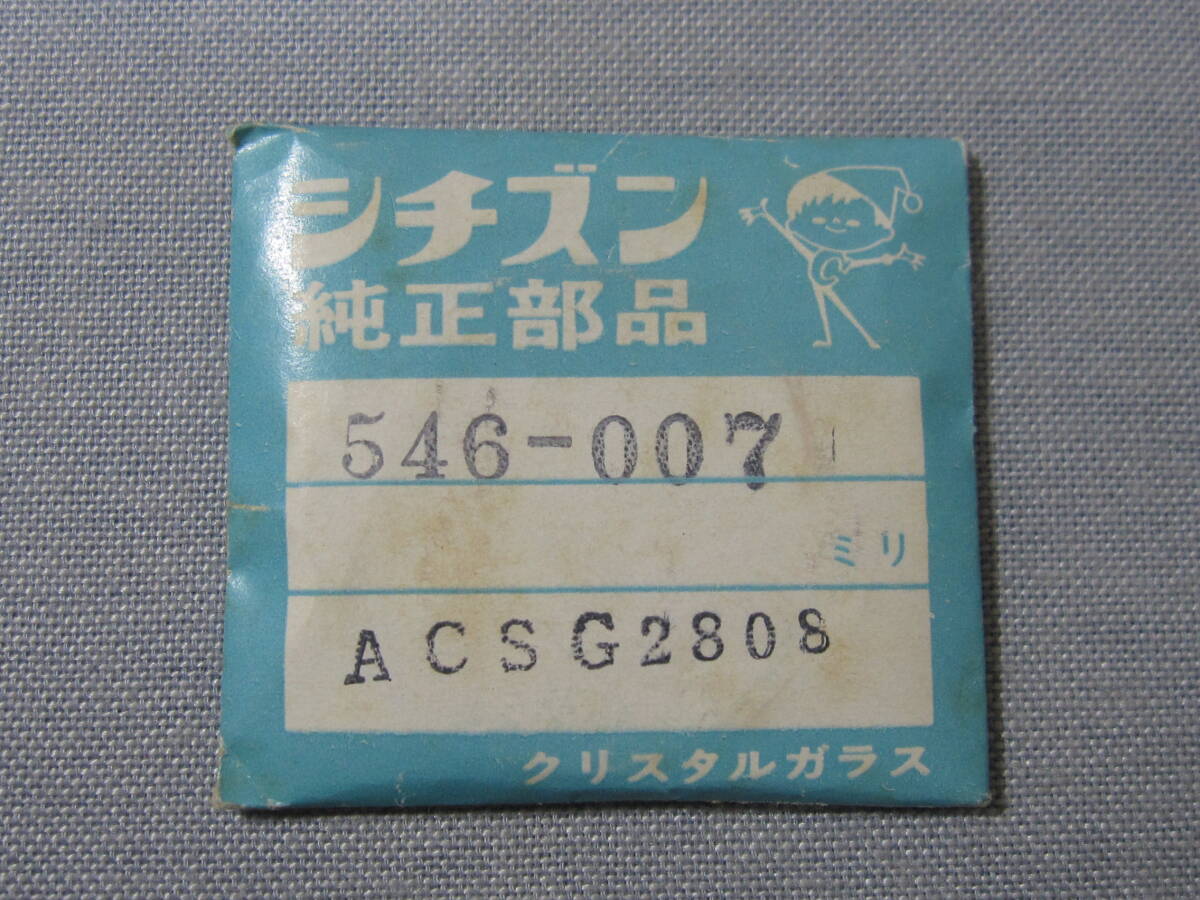 シチズン
純正部品
546-007
ミリ
ACSG2808
クリスタルガラス